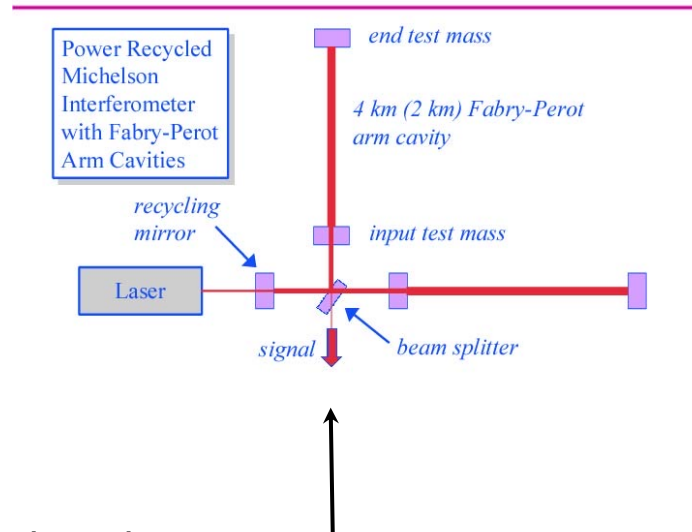 Power Recycled
Michelson
Interferometer
with Fabry-Perot
Arm Cavities
end test mass
4 km (2 km) Fabry-Perot
arm cavity
recycling
mirror
input test mass
Laser
signal
beam splitter